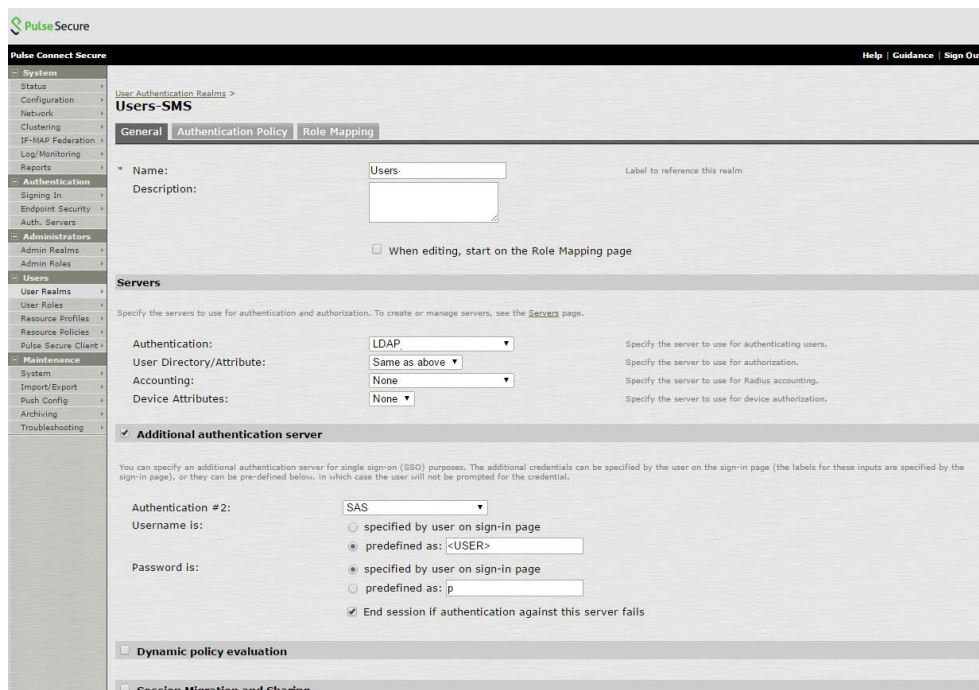 Pulse Secure
Pulse Connect Secure
Help | Guidance | Sign Ou
System
Status
Configuration
Network
Clustering
IF-MAP Federation
Log/Monitoring
Reports
Authentication
Signing In
Endpoint Security
Auth. Servers
Administrators
Admin Realms
Admin Roles
Users
User Realms
User Roles
Resource Profiles
Resource Policies
Pulse Secure Client
Maintenance
System
Import/Export
Push Config
Archiving
Troubleshooting
User Authentication Realms >
Users-SMS
General Authentication Policy Role Mapping
* Name: Users- Label to reference this realm
Description:
When editing, start on the Role Mapping page
Servers
Specify the servers to use for authentication and authorization. To create or manage servers, see the Servers page.
Authentication: LDAP Specify the server to use for authenticating users.
User Directory/Attribute: Same as above Specify the server to use for authorization.
Accounting: None Specify the server to use for Radius accounting.
Device Attributes: None Specify the server to use for device authorization.
Additional authentication server
You can specify an additional authentication server for single sign-on (SSO) purposes. The additional credentials can be specified by the user on the sign-in page (the labels for these inputs are specified by the
sign-in page), or they can be pre-defined below, in which case the user will not be prompted for the credential.
Authentication #2: SAS
Username is: specified by user on sign-in page
predefined as: <USER>
Password is: specified by user on sign-in page
predefined as: p
End session if authentication against this server fails
Dynamic policy evaluation
Session Migration and Sharing